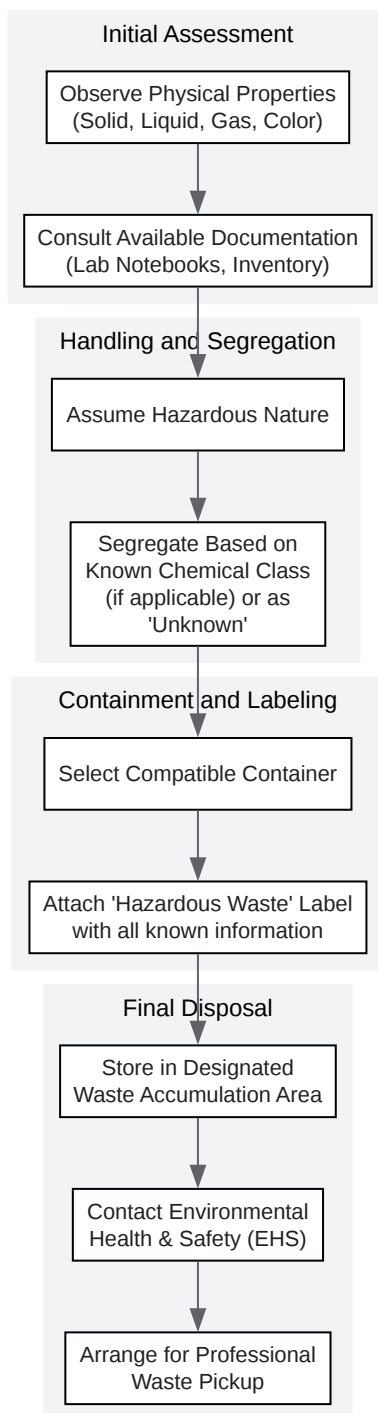 Initial Assessment
Observe Physical Properties
(Solid, Liquid, Gas, Color)
Consult Available Documentation
(Lab Notebooks, Inventory)
Handling and Segregation
Assume Hazardous Nature
Segregate Based on
Known Chemical Class
(if applicable) or as
'Unknown'
Containment and Labeling
Select Compatible Container
Attach 'Hazardous Waste' Label
with all known information
Final Disposal
Store in Designated
Waste Accumulation Area
Contact Environmental
Health & Safety (EHS)
Arrange for Professional
Waste Pickup